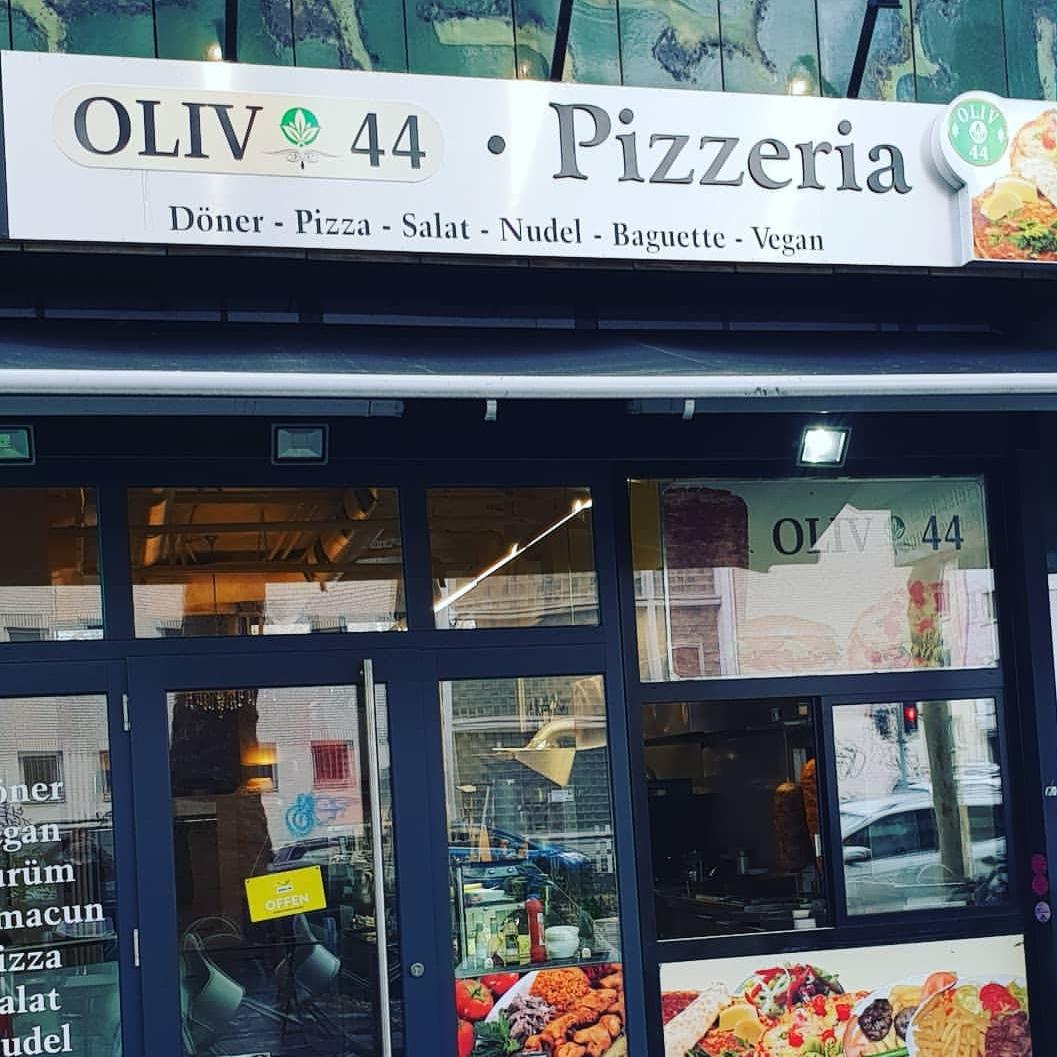 OLIV 44 • Pizzeria
Döner - Pizza - Salat - Nudel - Baguette - Vegan
OLIV
44
OLIV 44
öner
egan
ürüm
macun
izza
alat
udel
OFFEN